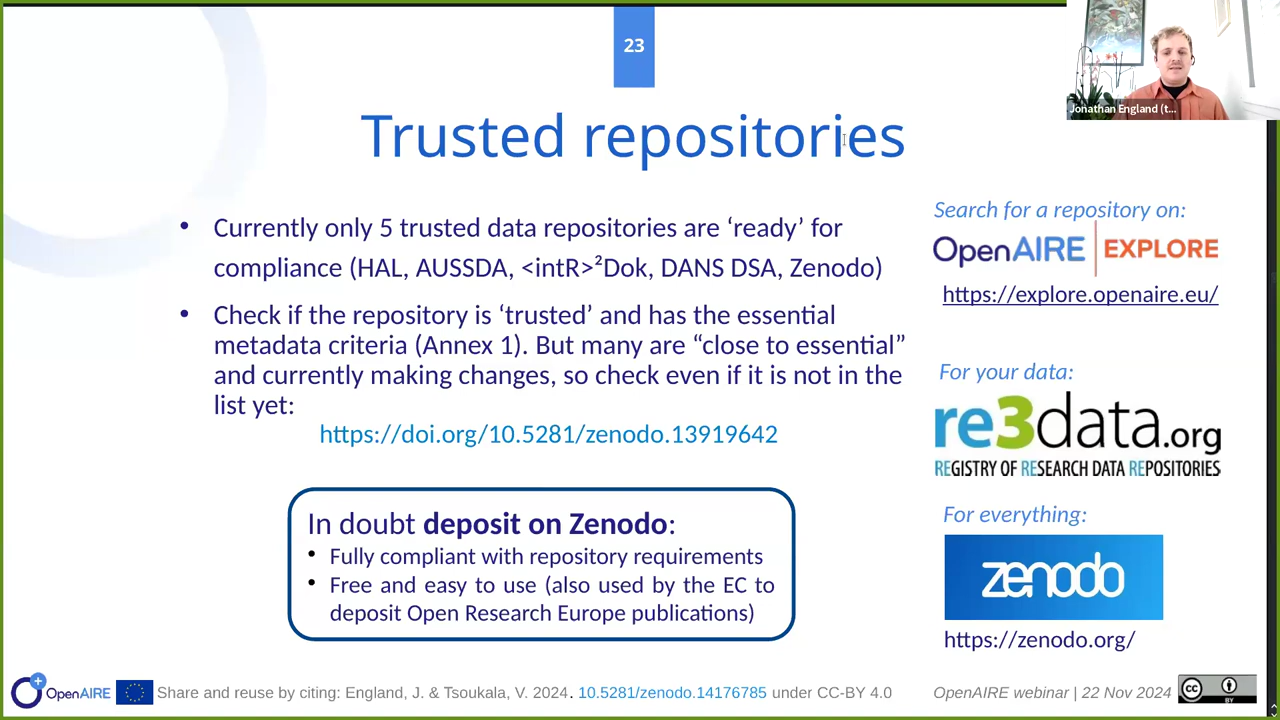 23
Jonathan England (t...
Trusted repositories
• Currently only 5 trusted data repositories are ‘ready’ for
compliance (HAL, AUSSDA, <intR>²Dok, DANS DSA, Zenodo)
• Check if the repository is ‘trusted’ and has the essential
metadata criteria (Annex 1). But many are “close to essential”
and currently making changes, so check even if it is not in the
list yet:
https://doi.org/10.5281/zenodo.13919642
In doubt deposit on Zenodo:
• Fully compliant with repository requirements
• Free and easy to use (also used by the EC to
deposit Open Research Europe publications)
Search for a repository on:
OpenAIRE | EXPLORE
https://explore.openaire.eu/
For your data:
re3data.org
REGISTRY OF RESEARCH DATA REPOSITORIES
For everything:
zenodo
https://zenodo.org/
OpenAIRE Share and reuse by citing: England, J. & Tsoukala, V. 2024. 10.5281/zenodo.14176785 under CC-BY 4.0 OpenAIRE webinar | 22 Nov 2024
cc BY